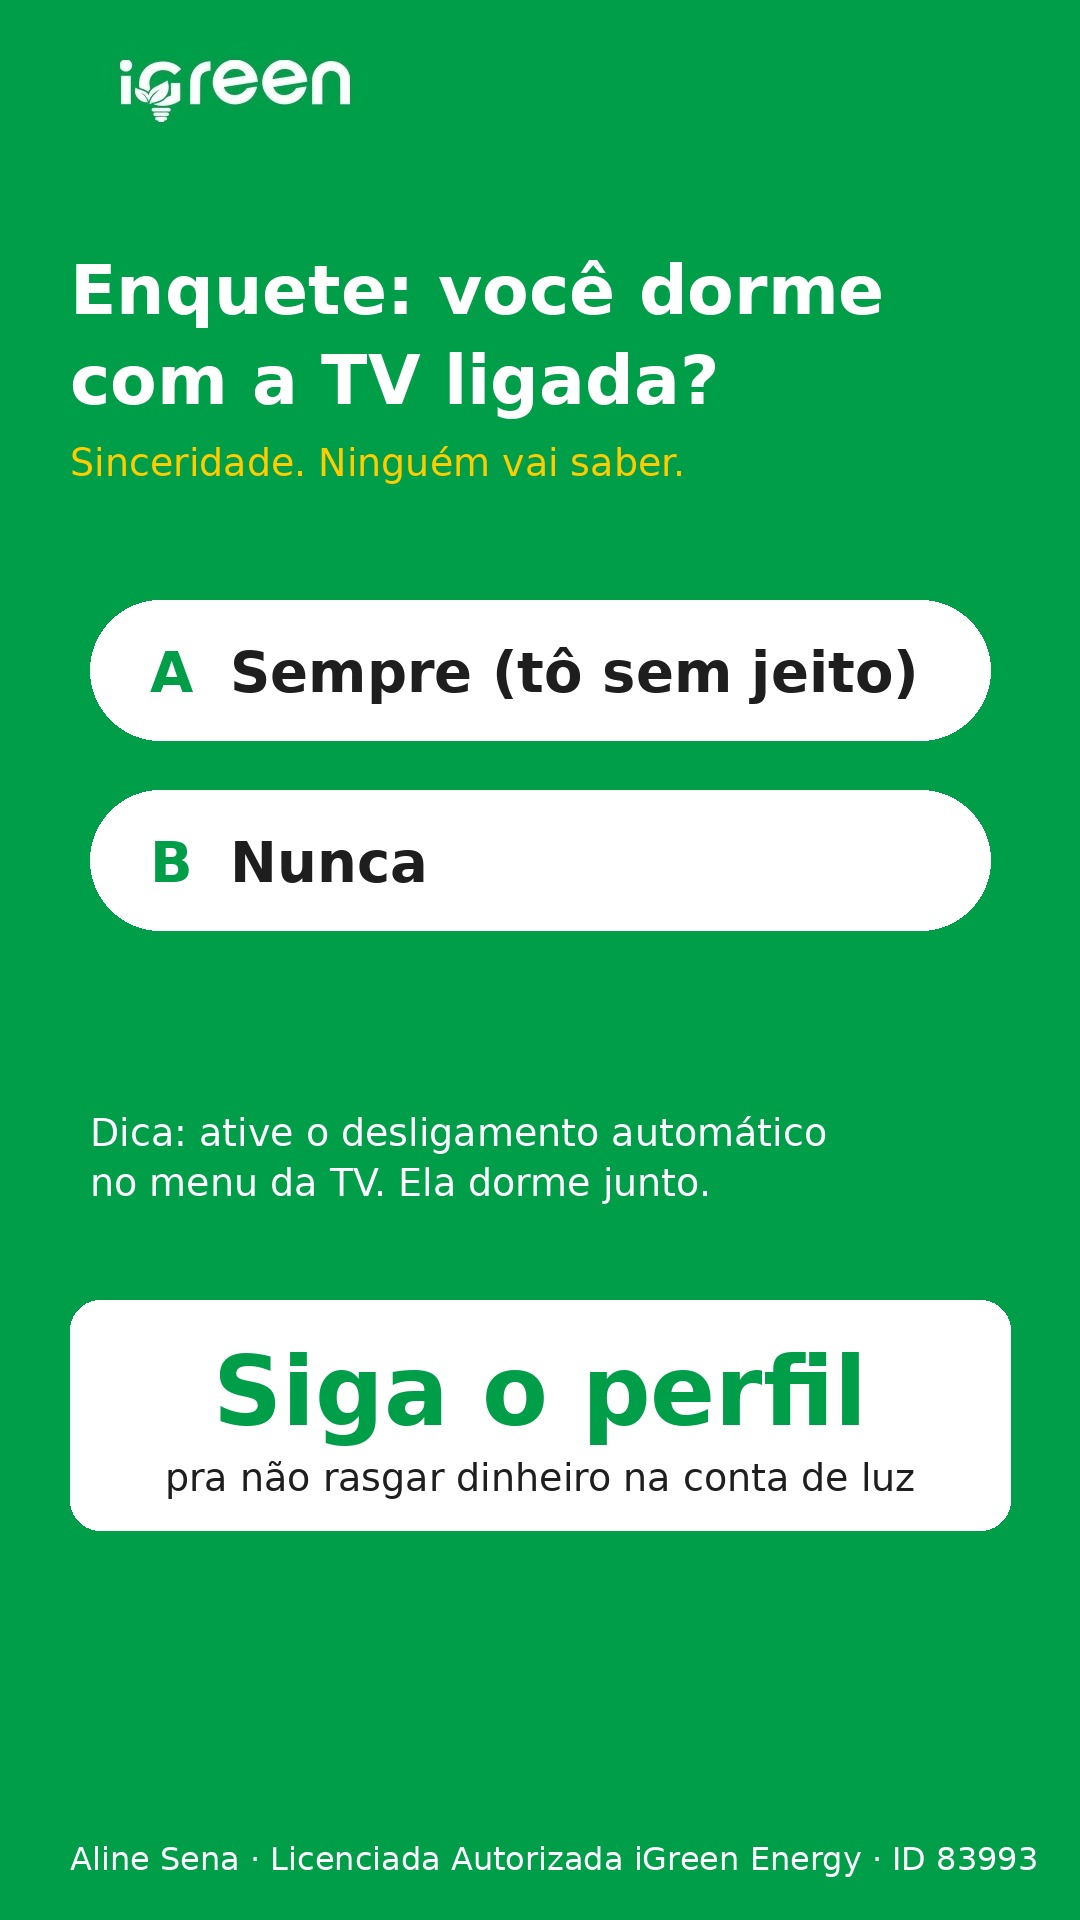 iGreen
Enquete: você dorme
com a TV ligada?
Sinceridade. Ninguém vai saber.
A Sempre (tô sem jeito)
B Nunca
Dica: ative o desligamento automático
no menu da TV. Ela dorme junto.
Siga o perfil
pra não rasgar dinheiro na conta de luz
Aline Sena · Licenciada Autorizada iGreen Energy · ID 83993